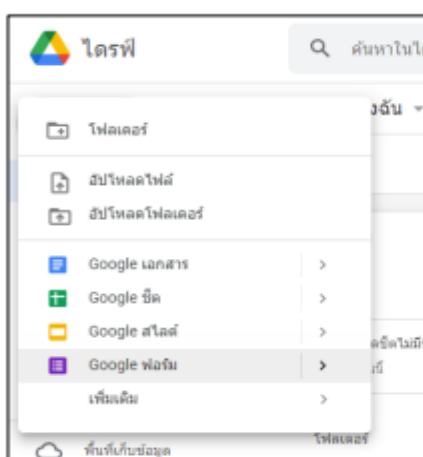 ไดรฟ์
ค้นหาใน
โฟลเดอร์
อัปโหลดไฟล์
อัปโหลดโฟลเดอร์
Google เอกสาร
Google ชีต
Google สไลด์
Google ฟอร์ม
เพิ่มเติม
โฟลเดอร์
พื้นที่เก็บข้อมูล